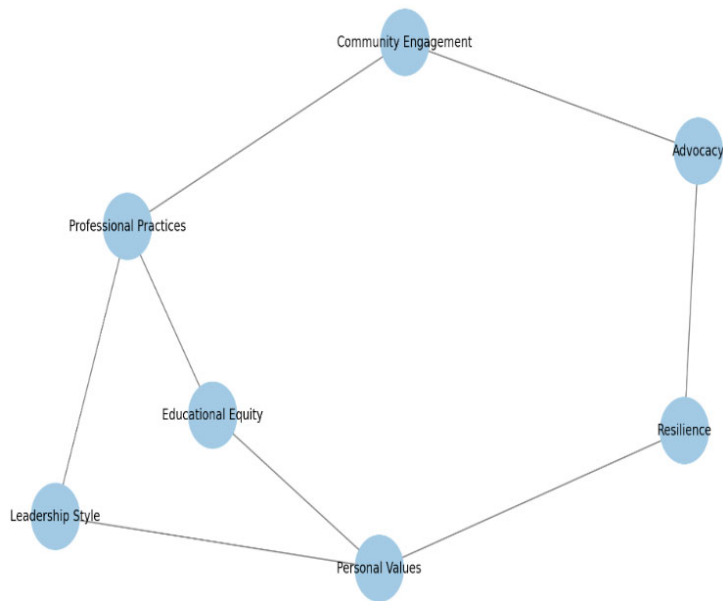 Community Engagement
Advocacy
Professional Practices
Educational Equity
Resilience
Leadership Style
Personal Values